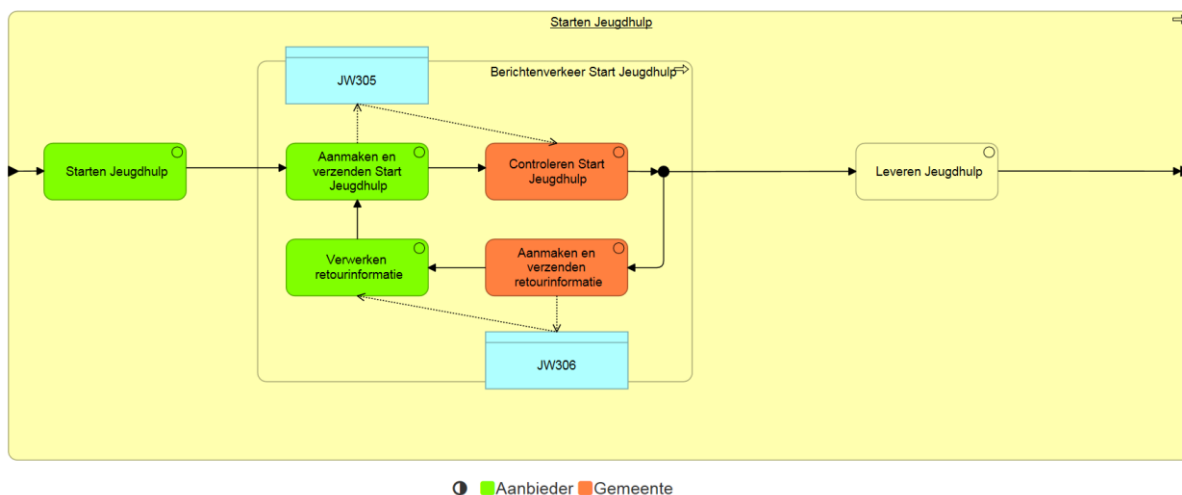 Starten Jeugdhulp
JW305
Berichtenverkeer Start Jeugdhulp
Starten Jeugdhulp
Aanmaken en
verzenden Start
Jeugdhulp
Controleren Start
Jeugdhulp
Leveren Jeugdhulp
Verwerken
retourinformatie
Aanmaken en
verzenden
retourinformatie
JW306
Aanbieder
Gemeente